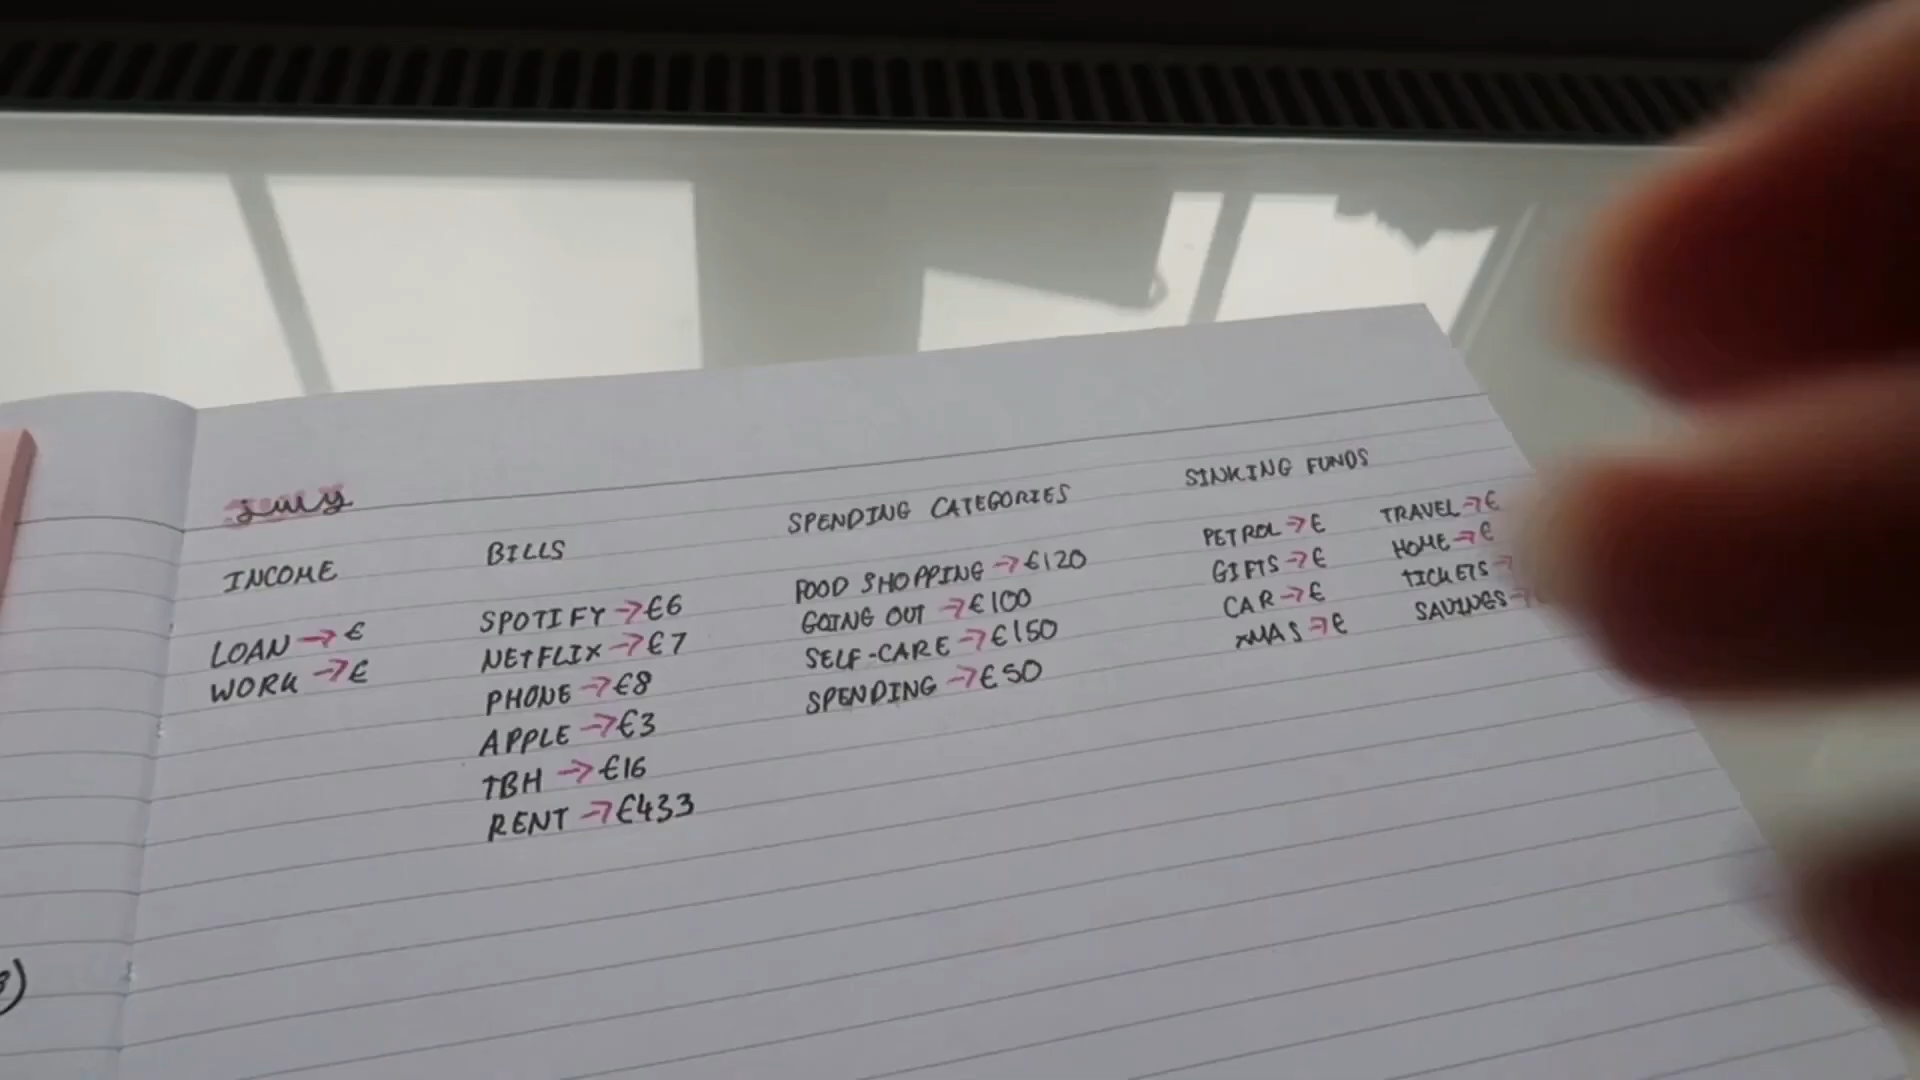 july
INCOME
LOAN → €
WORK → €
BILLS
SPOTIFY → €6
NETFLIX → €7
PHONE → €8
APPLE → €3
TBH → €16
RENT → €433
SPENDING CATEGORIES
FOOD SHOPPING → €120
GOING OUT → €100
SELF-CARE → €150
SPENDING → €50
SINKING FUNDS
PETROL → €
GIFTS → €
CAR → €
XMAS → €
TRAVEL → €
HOME → €
TICKETS →
SAVINGS →